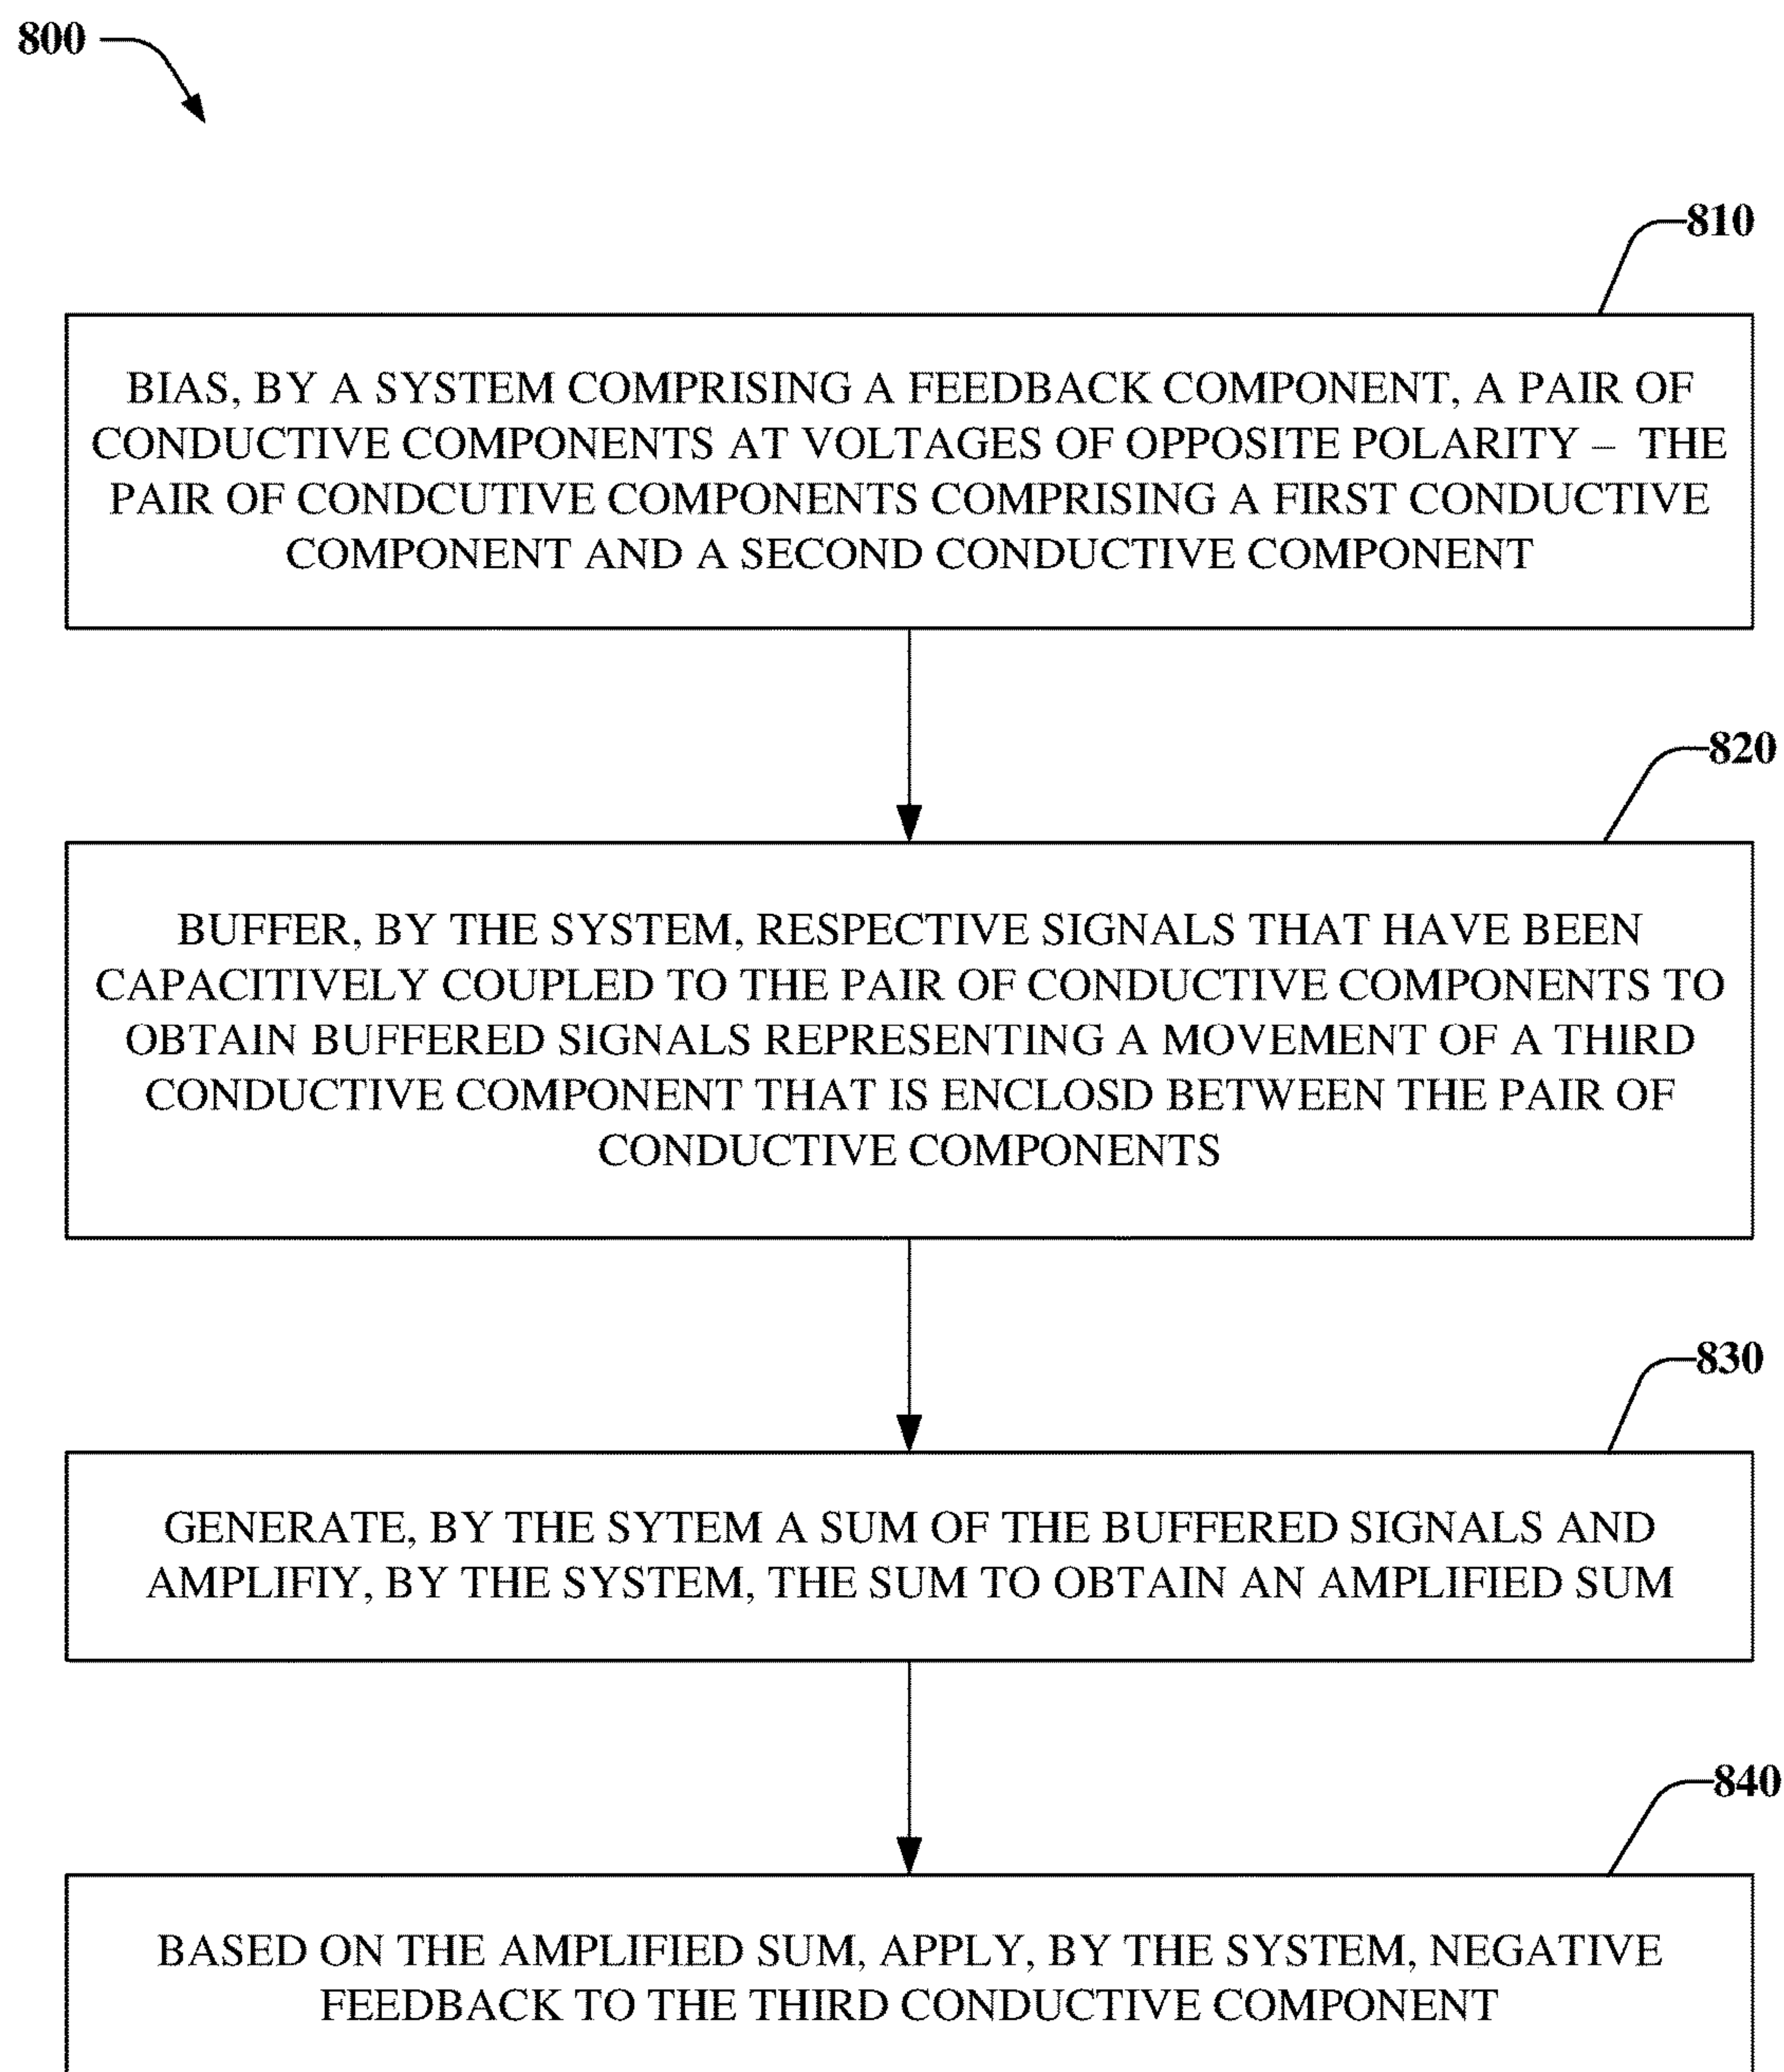 800
810
BIAS, BY A SYSTEM COMPRISING A FEEDBACK COMPONENT, A PAIR OF
CONDUCTIVE COMPONENTS AT VOLTAGES OF OPPOSITE POLARITY – THE
PAIR OF CONDCUTIVE COMPONENTS COMPRISING A FIRST CONDUCTIVE
COMPONENT AND A SECOND CONDUCTIVE COMPONENT
820
BUFFER, BY THE SYSTEM, RESPECTIVE SIGNALS THAT HAVE BEEN
CAPACITIVELY COUPLED TO THE PAIR OF CONDUCTIVE COMPONENTS TO
OBTAIN BUFFERED SIGNALS REPRESENTING A MOVEMENT OF A THIRD
CONDUCTIVE COMPONENT THAT IS ENCLOSD BETWEEN THE PAIR OF
CONDUCTIVE COMPONENTS
830
GENERATE, BY THE SYTEM A SUM OF THE BUFFERED SIGNALS AND
AMPLIFIY, BY THE SYSTEM, THE SUM TO OBTAIN AN AMPLIFIED SUM
840
BASED ON THE AMPLIFIED SUM, APPLY, BY THE SYSTEM, NEGATIVE
FEEDBACK TO THE THIRD CONDUCTIVE COMPONENT